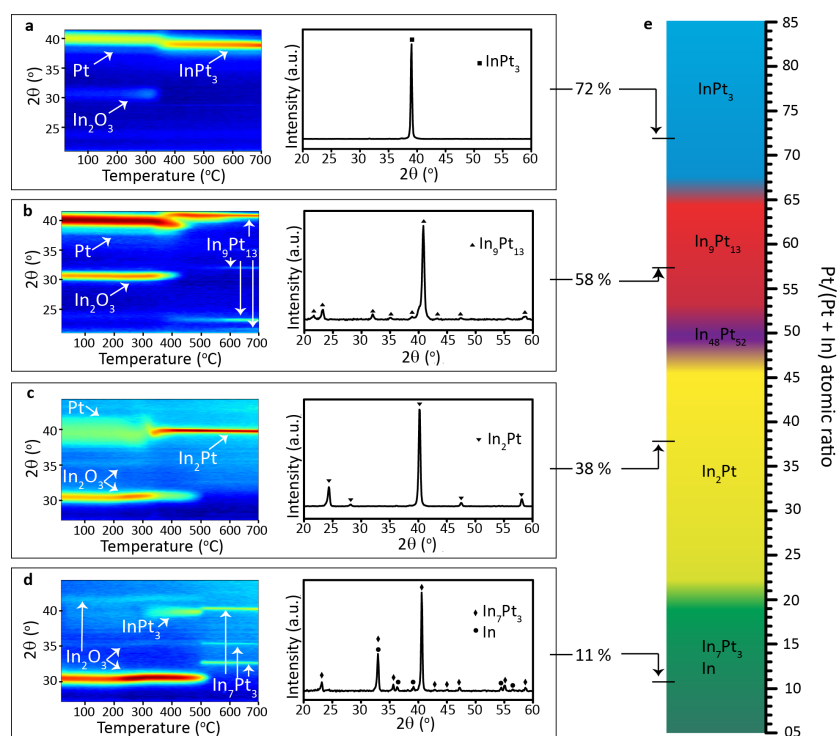 a
40
35
30
25
Pt
InPt₃
In₂O₃
100 200 300 400 500 600 700
Temperature (°C)
2θ (°)
Intensity (a.u.)
■ InPt₃
20 25 30 35 40 45 50 55 60
2θ (°)
72 %
b
40
35
30
25
Pt
In₂O₃
In₉Pt₁₃
100 200 300 400 500 600 700
Temperature (°C)
2θ (°)
Intensity (a.u.)
▲ In₉Pt₁₃
20 25 30 35 40 45 50 55 60
2θ (°)
58 %
c
Pt
40
35
30
In₂Pt
In₂O₃
100 200 300 400 500 600 700
Temperature (°C)
2θ (°)
Intensity (a.u.)
▼ In₂Pt
20 25 30 35 40 45 50 55 60
2θ (°)
38 %
d
40
35
30
InPt₃
In₂O₃
In₇Pt₃
100 200 300 400 500 600 700
Temperature (°C)
2θ (°)
Intensity (a.u.)
♦ In₇Pt₃
● In
20 25 30 35 40 45 50 55 60
2θ (°)
11 %
e
InPt₃
In₉Pt₁₃
In₄₈Pt₅₂
In₂Pt
In₇Pt₃
In
85
80
75
70
65
60
55
50
45
40
35
30
25
20
15
10
05
Pt/(Pt + In) atomic ratio